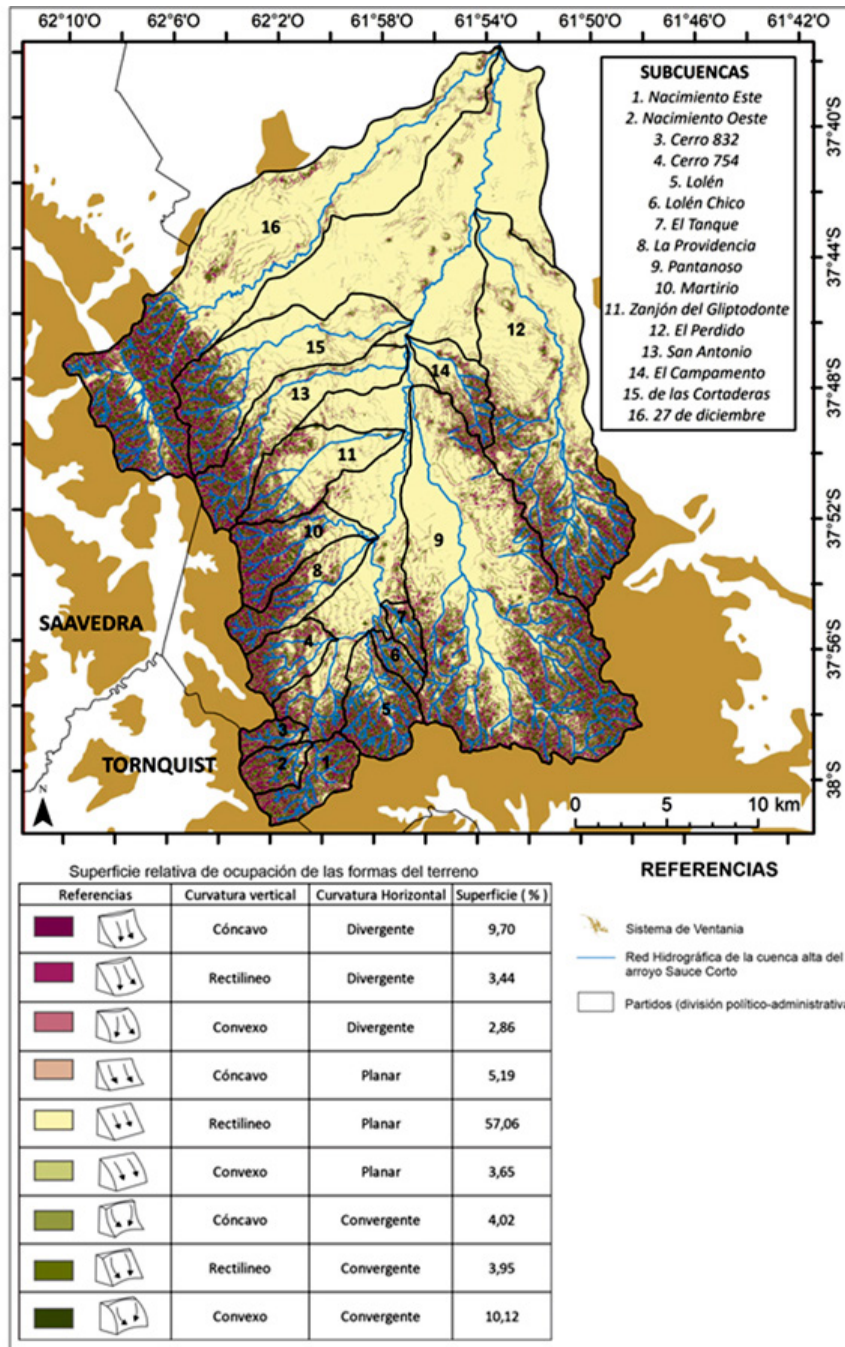 62°10'O 62°6'O 62°2'O 61°58'O 61°54'O 61°50'O 61°46'O 61°42'O
SUBCUENCAS
1. Nacimiento Este
2. Nacimiento Oeste
3. Cerro 832
4. Cerro 754
5. Lolén
6. Lolén Chico
7. El Tanque
8. La Providencia
9. Pantanoso
10. Martirio
11. Zanjón del Gliptodonte
12. El Perdido
13. San Antonio
14. El Campamento
15. de las Cortaderas
16. 27 de diciembre
37°40'S
37°44'S
37°48'S
37°52'S
37°56'S
38°S
16
12
15
14
13
11
10
9
8
7
4
6
5
3
2
1
SAAVEDRA
TORNQUIST
N
0 5 10 km
Superficie relativa de ocupación de las formas del terreno
Referencias Curvatura vertical Curvatura Horizontal Superficie ( % )
Cóncavo Divergente 9,70
Rectilineo Divergente 3,44
Convexo Divergente 2,86
Cóncavo Planar 5,19
Rectilineo Planar 57,06
Convexo Planar 3,65
Cóncavo Convergente 4,02
Rectilineo Convergente 3,95
Convexo Convergente 10,12
REFERENCIAS
Sistema de Ventania
Red Hidrográfica de la cuenca alta del
arroyo Sauce Corto
Partidos (división político-administrativa